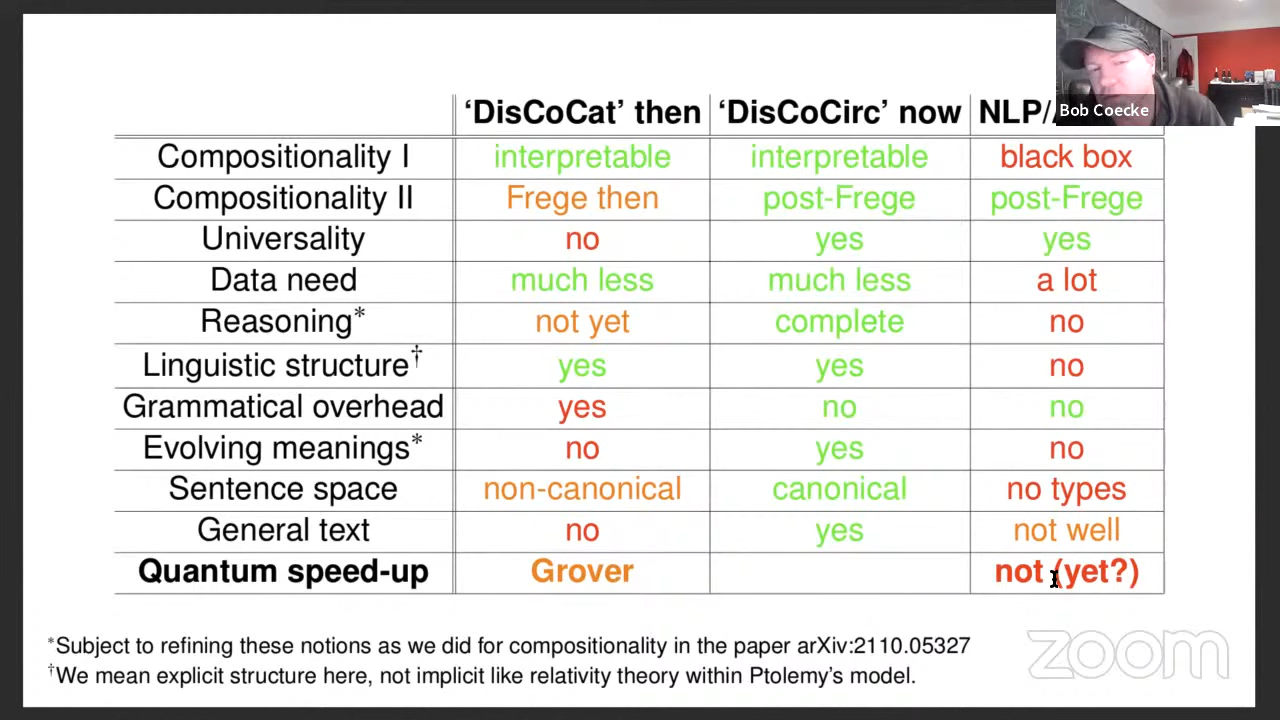 Bob Coecke
‘DisCoCat’ then ‘DisCoCirc’ now NLP/
Compositionality I interpretable interpretable black box
Compositionality II Frege then post-Frege post-Frege
Universality no yes yes
Data need much less much less a lot
Reasoning* not yet complete no
Linguistic structure† yes yes no
Grammatical overhead yes no no
Evolving meanings* no yes no
Sentence space non-canonical canonical no types
General text no yes not well
Quantum speed-up Grover not (yet?)
*Subject to refining these notions as we did for compositionality in the paper arXiv:2110.05327
†We mean explicit structure here, not implicit like relativity theory within Ptolemy’s model.
zoom